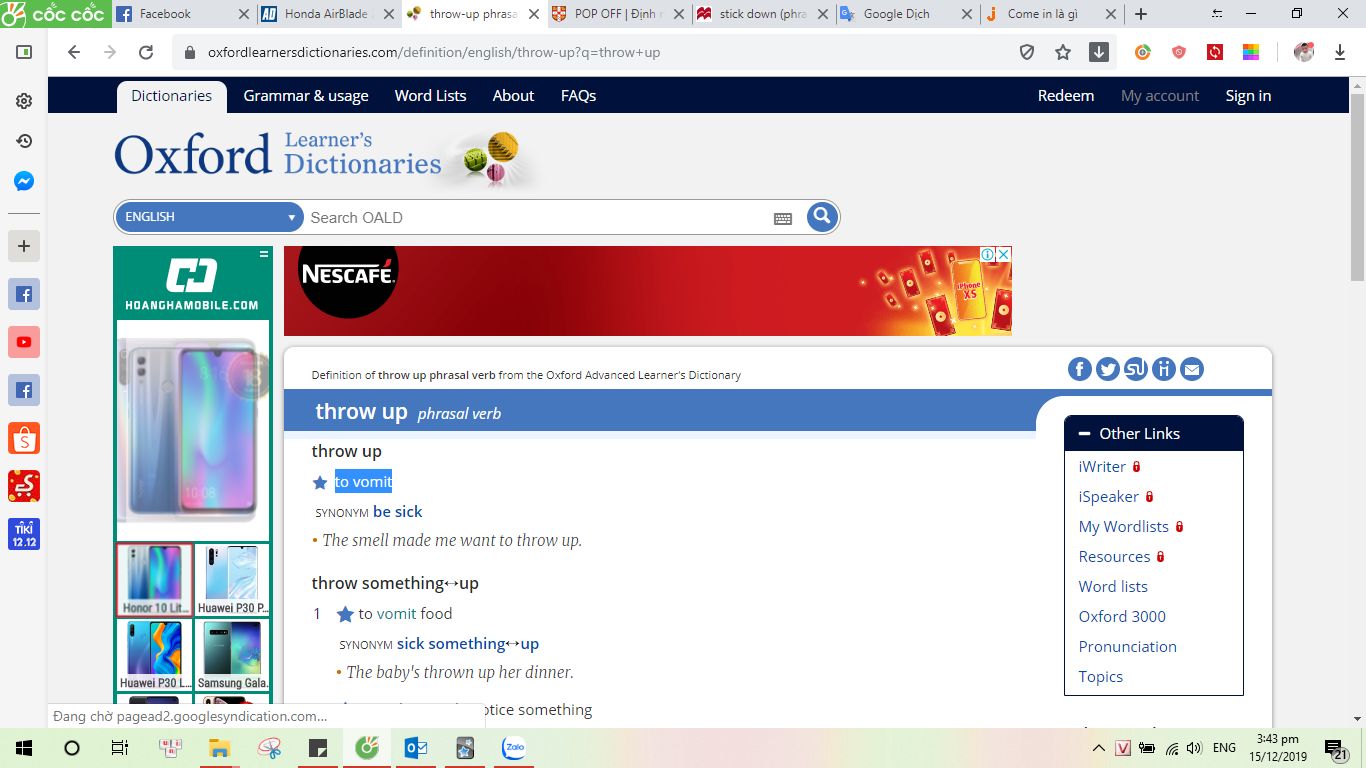 cốc cốc
Facebook
Honda AirBlade
throw-up phrasa
POP OFF | Định n
stick down (phra
Google Dịch
Come in là gì
oxfordlearnersdictionaries.com/definition/english/throw-up?q=throw+up
Dictionaries Grammar & usage Word Lists About FAQs Redeem My account Sign in
Oxford Learner's Dictionaries
ENGLISH Search OALD
HOANGHAMOBILE.COM
NESCAFÉ.
iPhone XS
Definition of throw up phrasal verb from the Oxford Advanced Learner's Dictionary
throw up phrasal verb
throw up
to vomit
SYNONYM be sick
• The smell made me want to throw up.
throw something↔up
1 to vomit food
SYNONYM sick something↔up
• The baby's thrown up her dinner.
otice something
Other Links
iWriter
iSpeaker
My Wordlists
Resources
Word lists
Oxford 3000
Pronunciation
Topics
10:08
Honor 10 Lit...
Huawei P30 P...
Huawei P30 L...
Samsung Gala...
TIKI
12.12
Đang chờ pagead2.googlesyndication.com...
Zalo
ENG
3:43 pm
15/12/2019
21